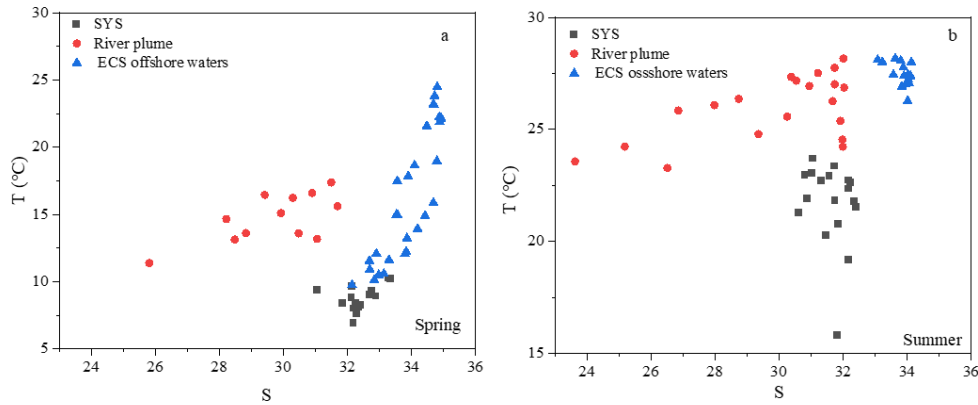 SYS
River plume
ECS offshore waters
a
30
25
20
15
10
5
T (°C)
Spring
24 26 28 30 32 34 36
S
SYS
River plume
ECS ossshore waters
b
30
25
20
15
T (°C)
Summer
24 26 28 30 32 34 36
S